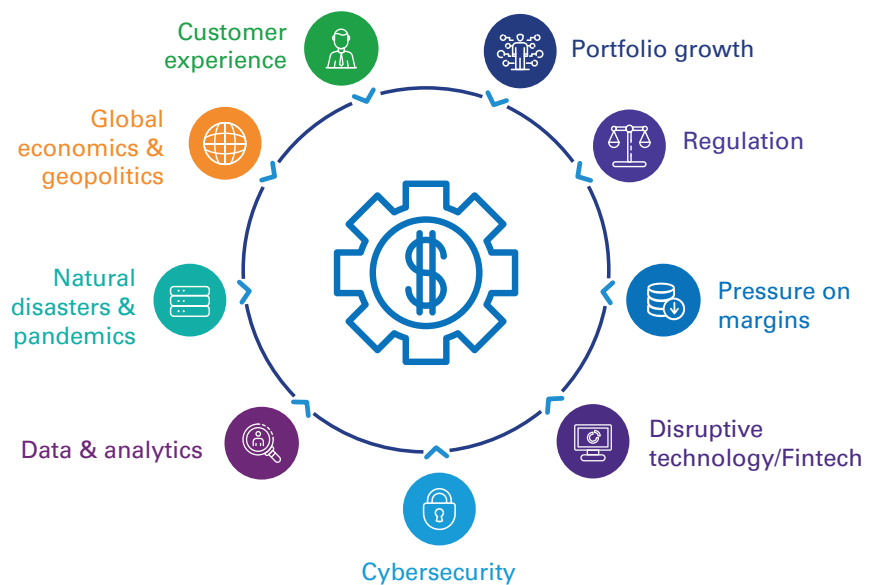 Customer
experience
Portfolio growth
Global
economics &
geopolitics
Regulation
Natural
disasters &
pandemics
Pressure on
margins
Data & analytics
Disruptive
technology/Fintech
Cybersecurity